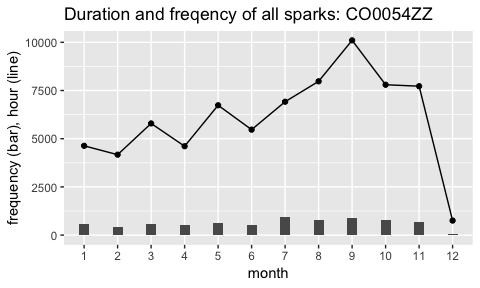 Duration and freqency of all sparks: CO0054ZZ
frequency (bar), hour (line)
10000
7500
5000
2500
0
1 2 3 4 5 6 7 8 9 10 11 12
month